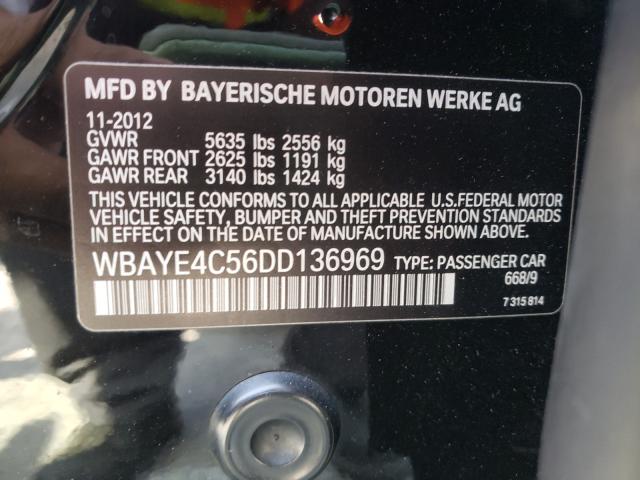 MFD BY BAYERISCHE MOTOREN WERKE AG
11-2012
GVWR 5635 lbs 2556 kg
GAWR FRONT 2625 lbs 1191 kg
GAWR REAR 3140 lbs 1424 kg
THIS VEHICLE CONFORMS TO ALL APPLICABLE U.S.FEDERAL MOTOR
VEHICLE SAFETY, BUMPER AND THEFT PREVENTION STANDARDS
IN EFFECT ON THE DATE OF MANUFACTURE SHOWN ABOVE.
WBAYE4C56DD136969 TYPE: PASSENGER CAR
668/9
7 315 814